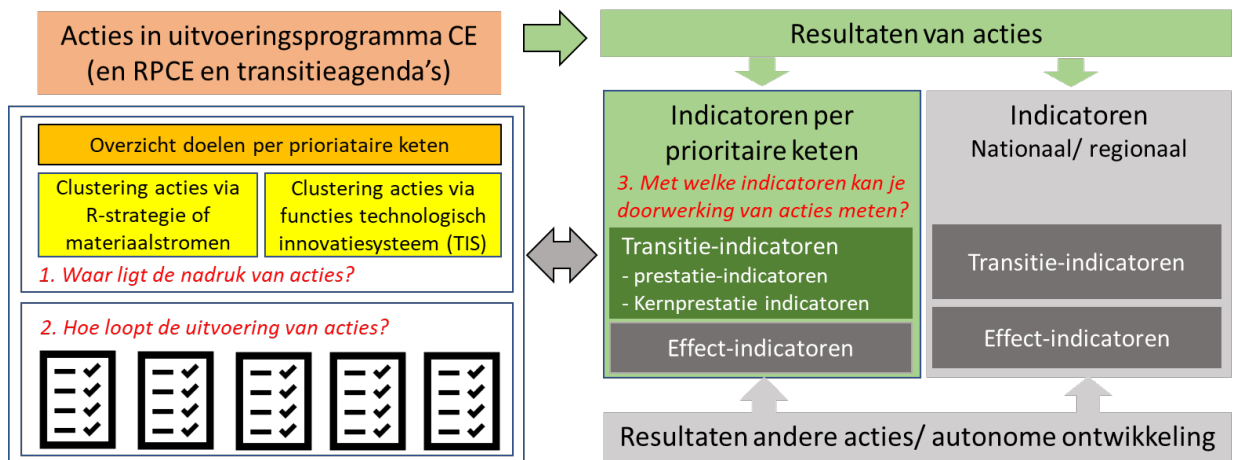 Acties in uitvoeringsprogramma CE
(en RPCE en transitieagenda's)
Overzicht doelen per prioriataire keten
Clustering acties via
R-strategie of
materiaalstromen
Clustering acties via
functies technologisch
innovatiesysteem (TIS)
1. Waar ligt de nadruk van acties?
2. Hoe loopt de uitvoering van acties?
Resultaten van acties
Indicatoren per
prioritaire keten
3. Met welke indicatoren kan je
doorwerking van acties meten?
Transitie-indicatoren
- prestatie-indicatoren
- Kernprestatie indicatoren
Effect-indicatoren
Indicatoren
Nationaal/ regionaal
Transitie-indicatoren
Effect-indicatoren
Resultaten andere acties/ autonome ontwikkeling